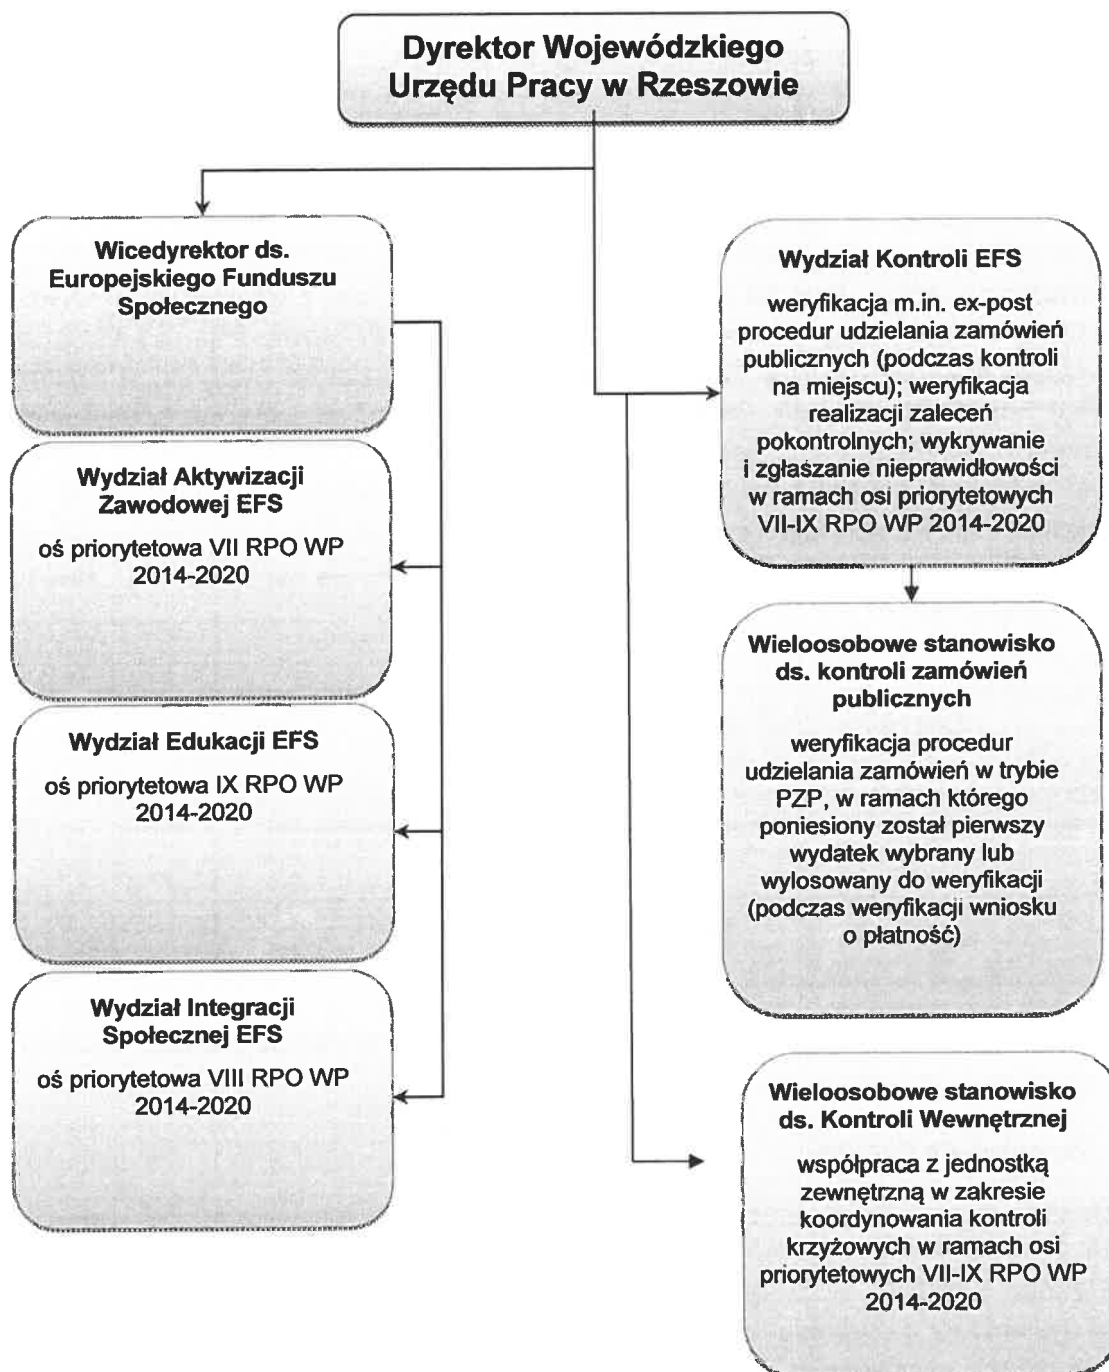 Dyrektor Wojewódzkiego
Urzędu Pracy w Rzeszowie
Wicedyrektor ds.
Europejskiego Funduszu
Społecznego
Wydział Aktywizacji
Zawodowej EFS
oś priorytetowa VII RPO WP
2014-2020
Wydział Edukacji EFS
oś priorytetowa IX RPO WP
2014-2020
Wydział Integracji
Społecznej EFS
oś priorytetowa VIII RPO WP
2014-2020
Wydział Kontroli EFS
weryfikacja m.in. ex-post
procedur udzielania zamówień
publicznych (podczas kontroli
na miejscu); weryfikacja
realizacji zaleceń
pokontrolnych; wykrywanie
i zgłaszanie nieprawidłowości
w ramach osi priorytetowych
VII-IX RPO WP 2014-2020
Wieloosobowe stanowisko
ds. kontroli zamówień
publicznych
weryfikacja procedur
udzielania zamówień w trybie
PZP, w ramach którego
poniesiony został pierwszy
wydatek wybrany lub
wylosowany do weryfikacji
(podczas weryfikacji wniosku
o płatność)
Wieloosobowe stanowisko
ds. Kontroli Wewnętrznej
współpraca z jednostką
zewnętrzną w zakresie
koordynowania kontroli
krzyżowych w ramach osi
priorytetowych VII-IX RPO WP
2014-2020